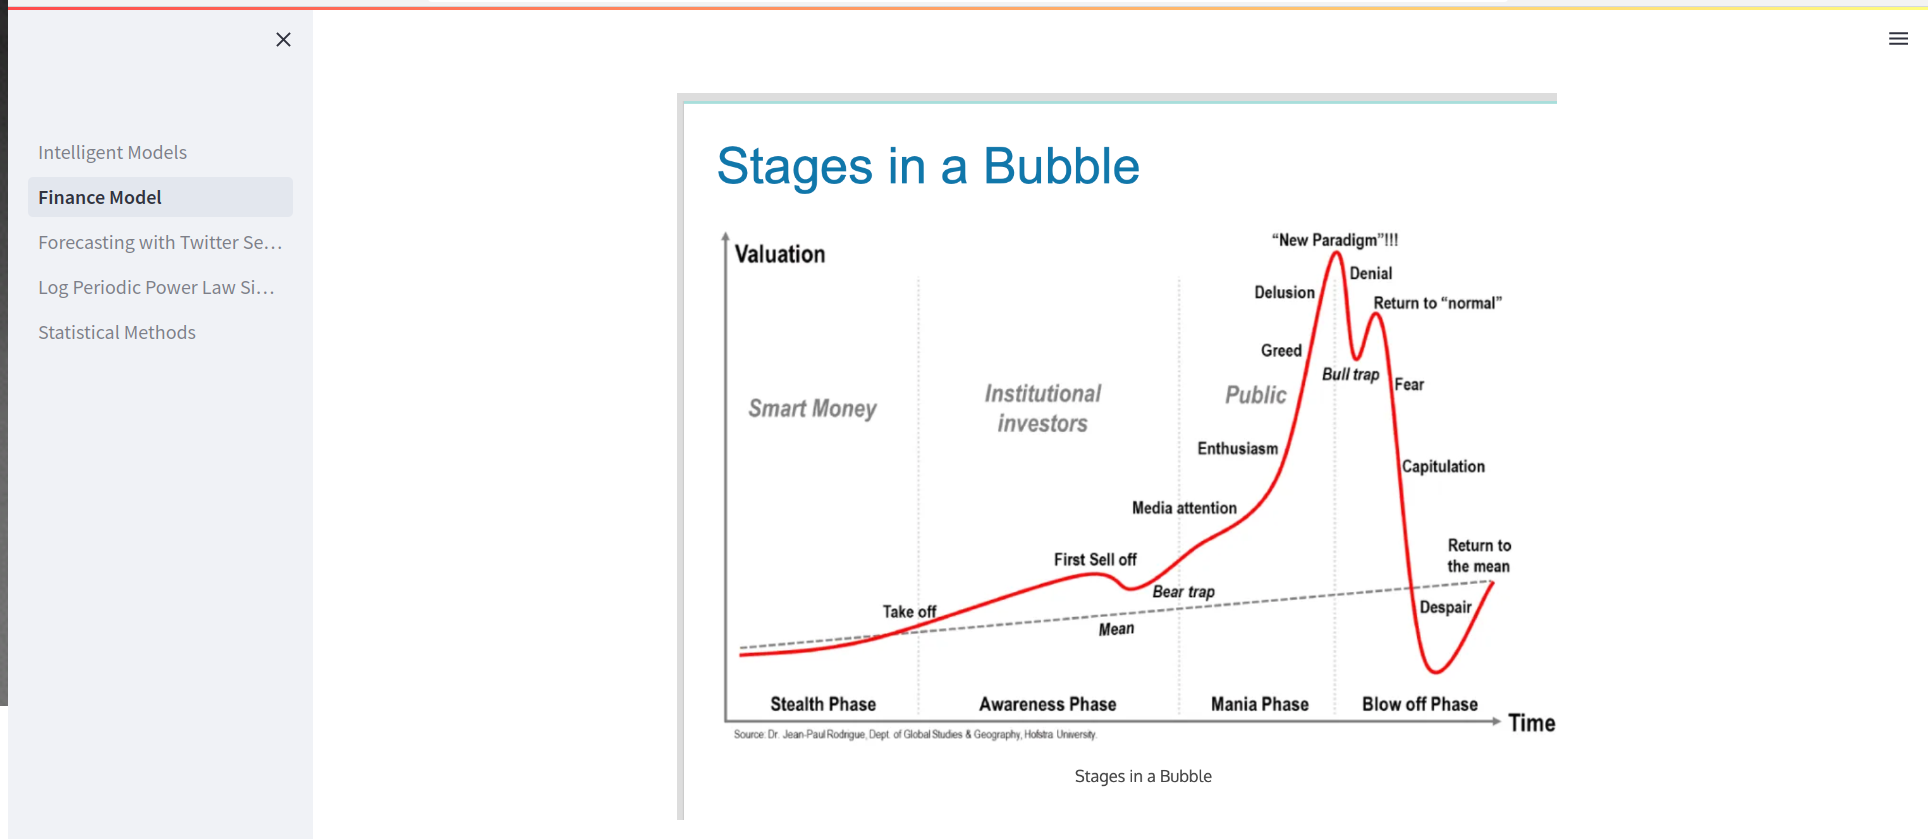 Intelligent Models
Finance Model
Forecasting with Twitter Se...
Log Periodic Power Law Si...
Statistical Methods
Stages in a Bubble
Valuation
“New Paradigm”!!!
Denial
Delusion
Return to “normal”
Greed
Bull trap
Fear
Smart Money
Institutional
investors
Public
Enthusiasm
Capitulation
Media attention
First Sell off
Return to
the mean
Bear trap
Take off
Despair
Mean
Stealth Phase
Awareness Phase
Mania Phase
Blow off Phase
Time
Source: Dr. Jean-Paul Rodrigue, Dept. of Global Studies & Geography, Hofstra University.
Stages in a Bubble